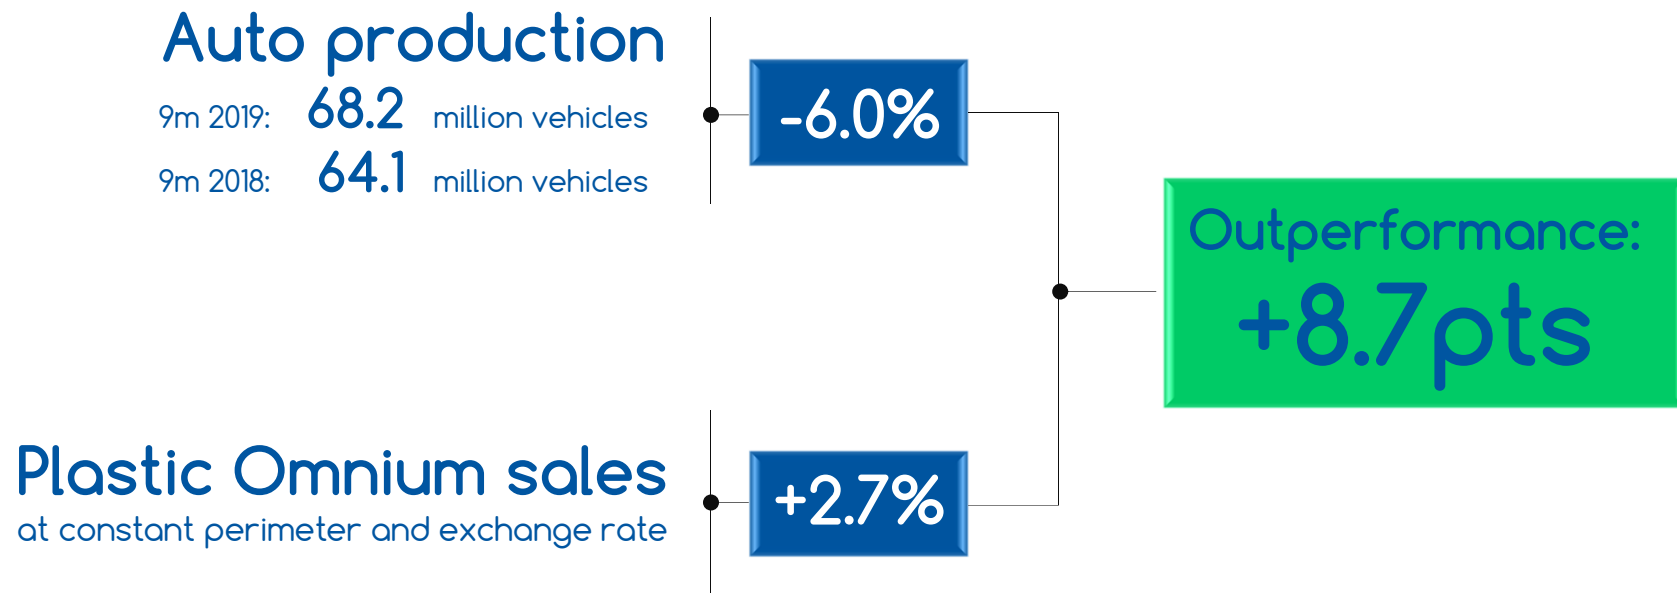 Auto production
9m 2019: 68.2 million vehicles
9m 2018: 64.1 million vehicles
-6.0%
Outperformance:
+8.7pts
Plastic Omnium sales
at constant perimeter and exchange rate
+2.7%